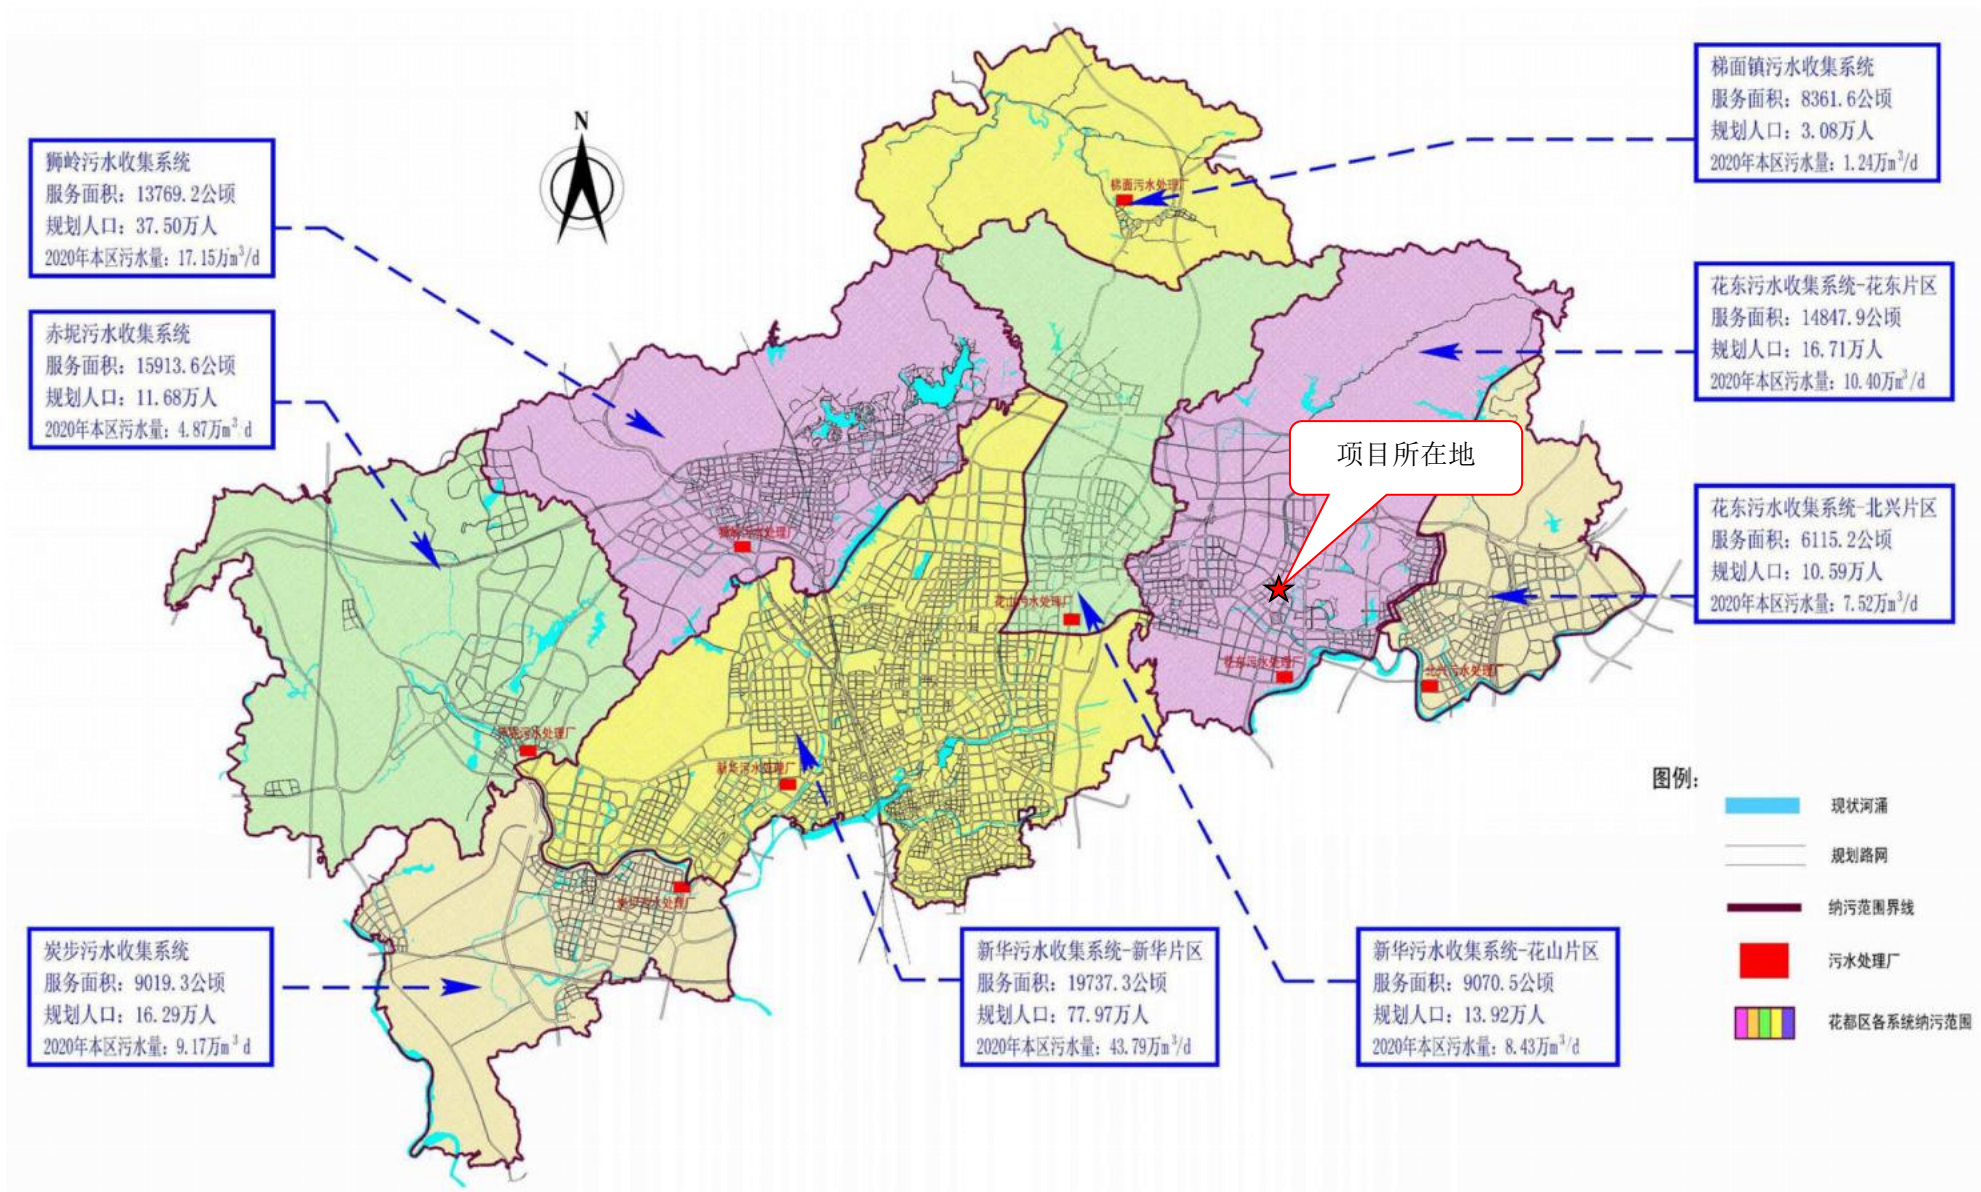 梯面镇污水收集系统
服务面积：8361.6公顷
规划人口：3.08万人
2020年本区污水量：1.24万m³/d
N
狮岭污水收集系统
服务面积：13769.2公顷
规划人口：37.50万人
2020年本区污水量：17.15万m³/d
梯面污水处理厂
花东污水收集系统-花东片区
服务面积：14847.9公顷
规划人口：16.71万人
2020年本区污水量：10.40万m³/d
赤坭污水收集系统
服务面积：15913.6公顷
规划人口：11.68万人
2020年本区污水量：4.87万m³/d
项目所在地
花东污水收集系统-北兴片区
服务面积：6115.2公顷
规划人口：10.59万人
2020年本区污水量：7.52万m³/d
狮岭污水处理厂
花山污水处理厂
花东污水处理厂
北兴污水处理厂
赤坭污水处理厂
新华污水处理厂
炭步污水处理厂
图例：
现状河涌
规划路网
纳污范围界线
污水处理厂
花都区各系统纳污范围
炭步污水收集系统
服务面积：9019.3公顷
规划人口：16.29万人
2020年本区污水量：9.17万m³ d
新华污水收集系统-新华片区
服务面积：19737.3公顷
规划人口：77.97万人
2020年本区污水量：43.79万m³/d
新华污水收集系统-花山片区
服务面积：9070.5公顷
规划人口：13.92万人
2020年本区污水量：8.43万m³/d